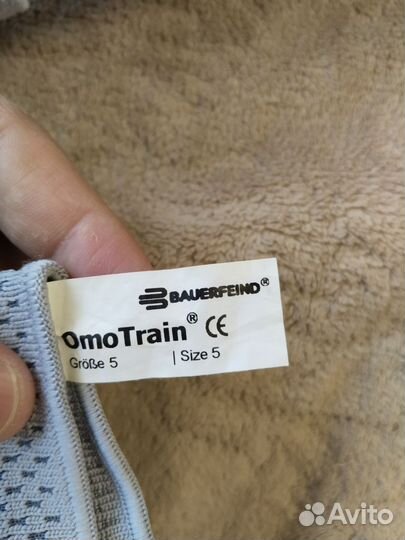 BAUERFEIND®
OmoTrain® CE
Größe 5 | Size 5
Avito